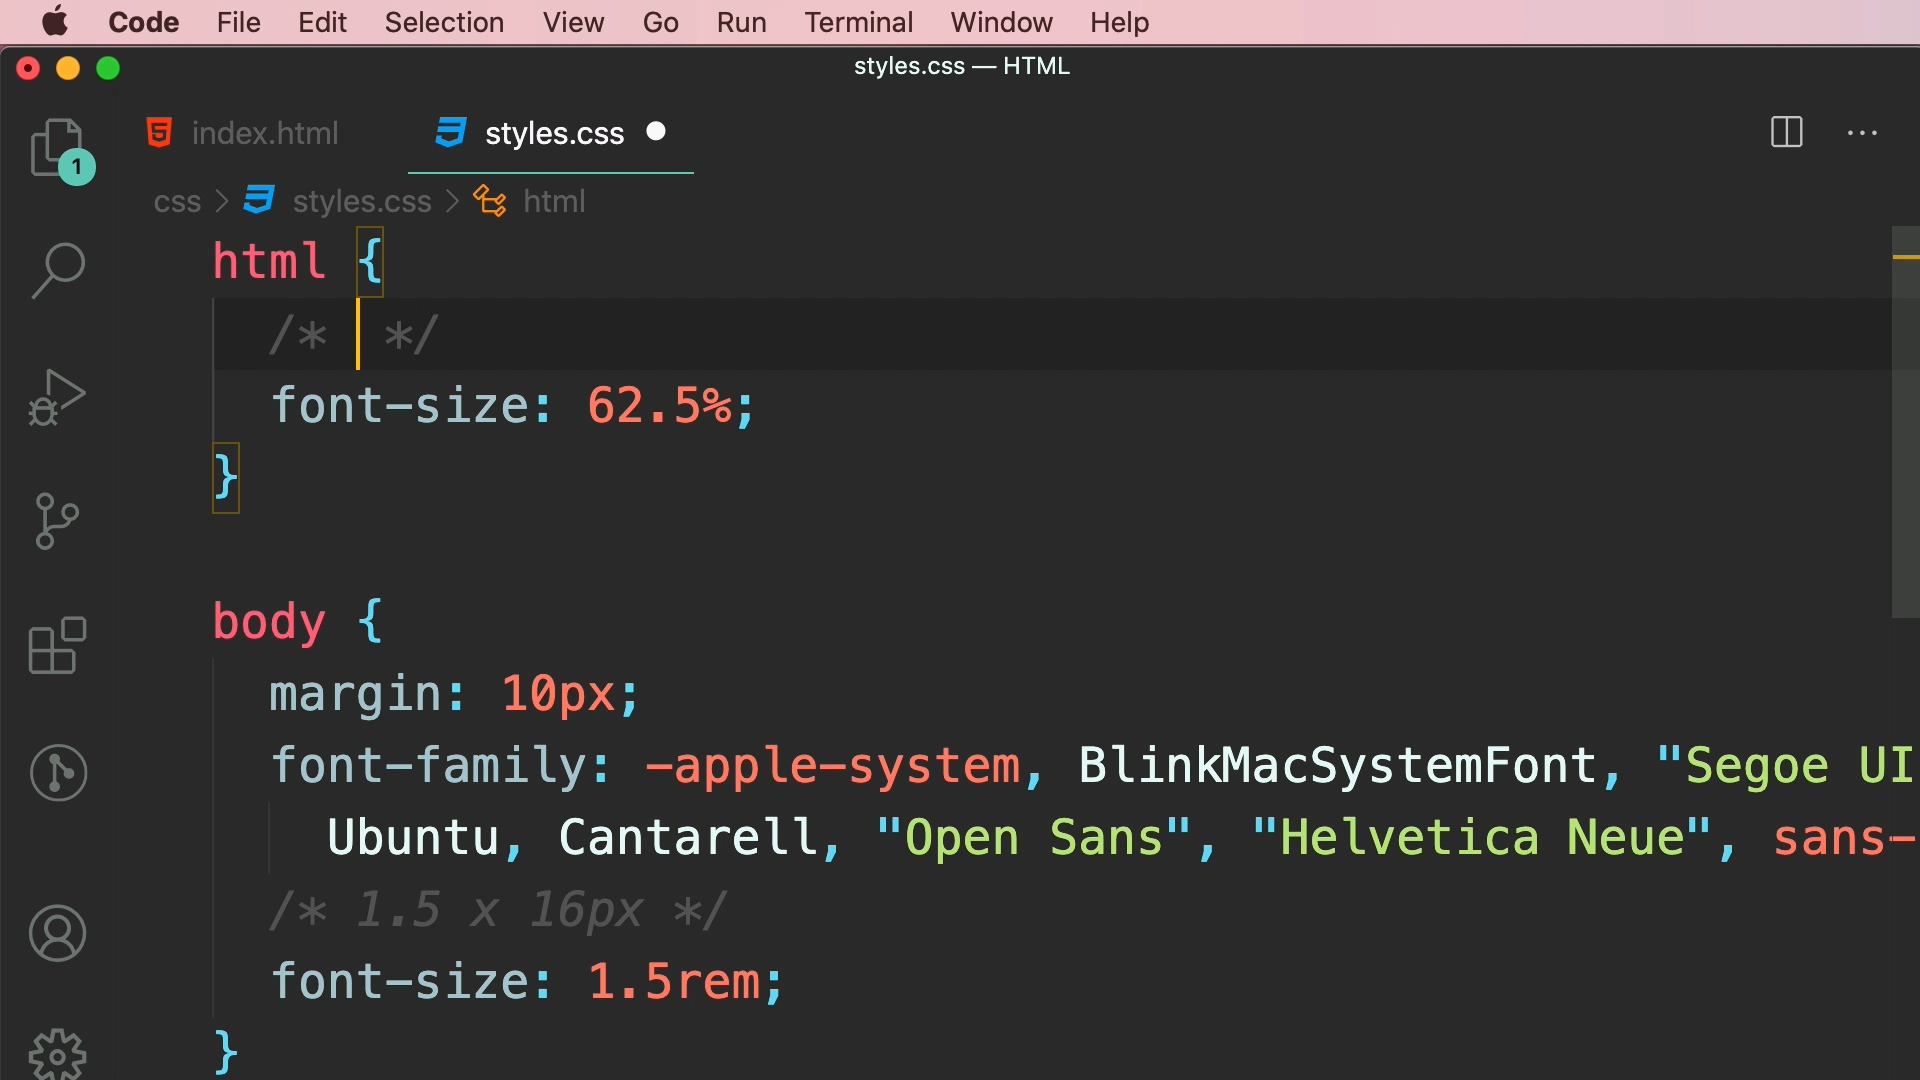 Code File Edit Selection View Go Run Terminal Window Help
styles.css — HTML
index.html styles.css
1
css > styles.css > html
html {
/* */
font-size: 62.5%;
}
body {
margin: 10px;
font-family: -apple-system, BlinkMacSystemFont, "Segoe UI
Ubuntu, Cantarell, "Open Sans", "Helvetica Neue", sans-
/* 1.5 x 16px */
font-size: 1.5rem;
}